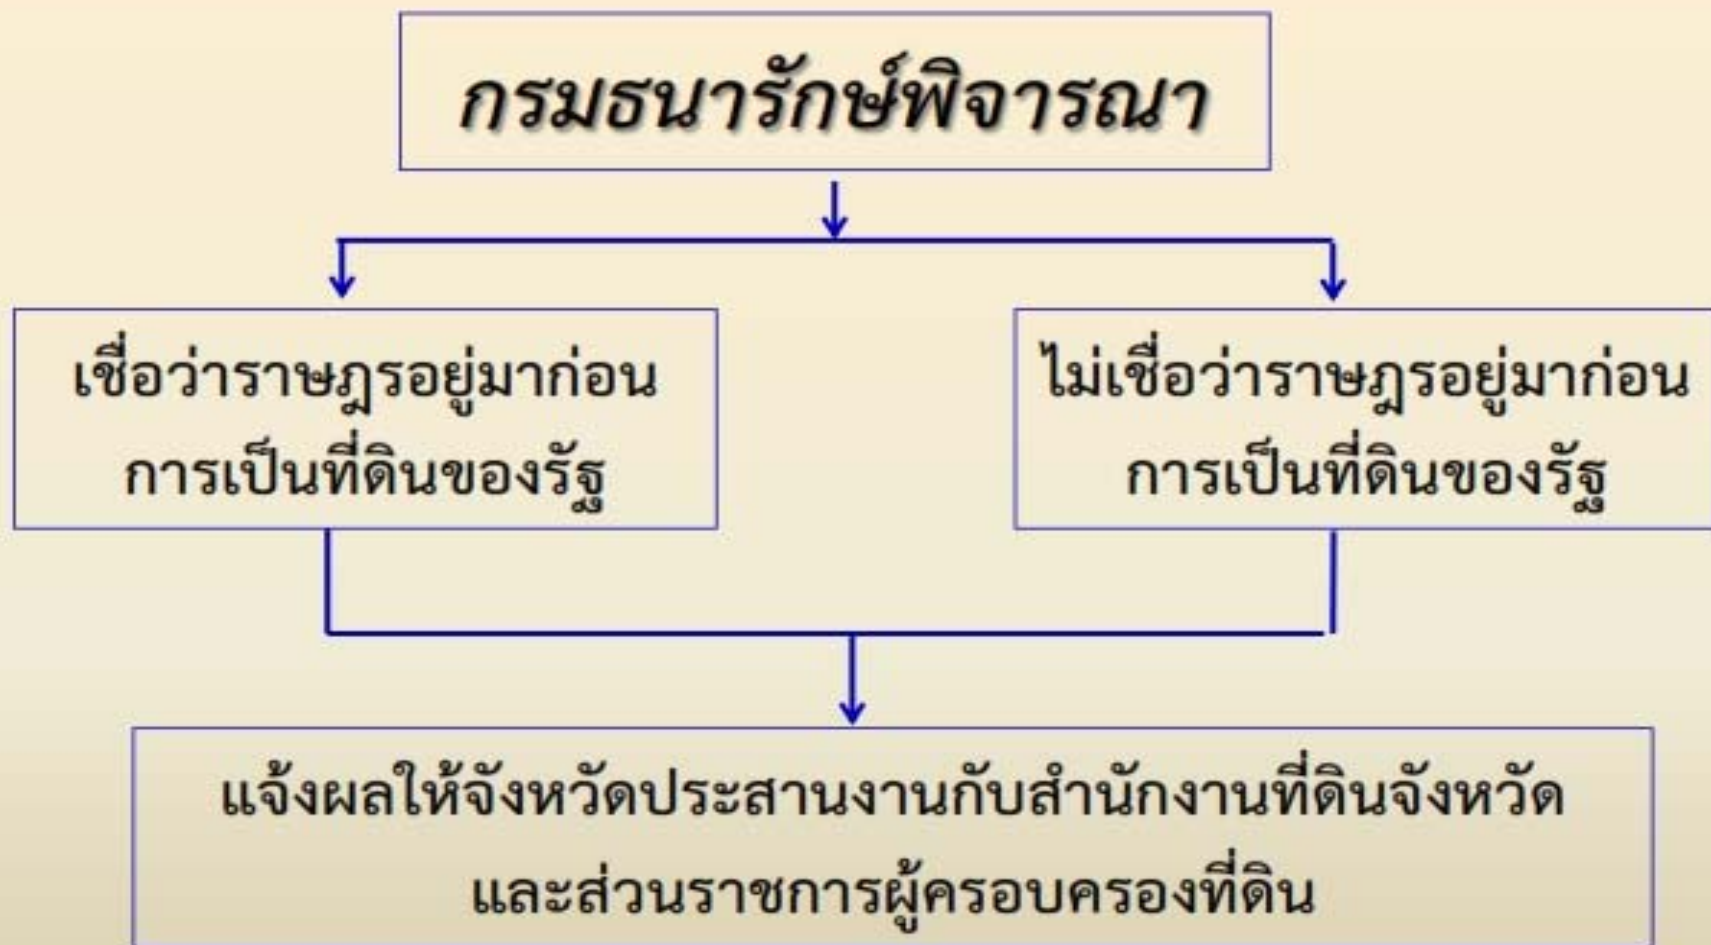 กรมธนารักษ์พิจารณา
เชื่อว่าราษฎรอยู่มาก่อน
การเป็นที่ดินของรัฐ
ไม่เชื่อว่าราษฎรอยู่มาก่อน
การเป็นที่ดินของรัฐ
แจ้งผลให้จังหวัดประสานงานกับสำนักงานที่ดินจังหวัด
และส่วนราชการผู้ครอบครองที่ดิน